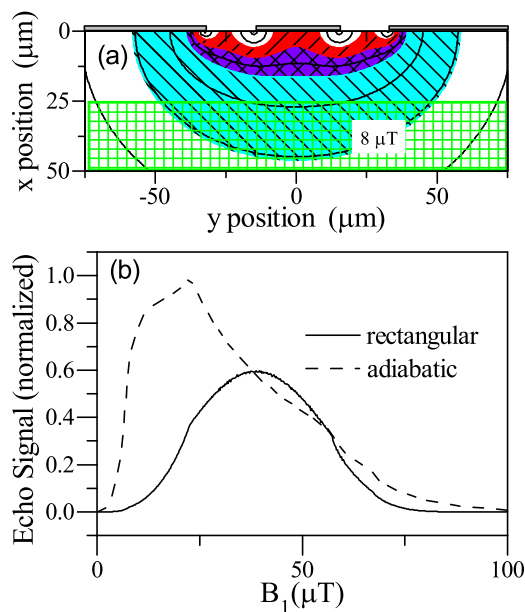 0
25
50
x position (μm)
(a)
8 μT
-50
0
50
y position (μm)
(b)
1.0
0.8
0.6
0.4
0.2
0.0
Echo Signal (normalized)
rectangular
adiabatic
0
50
100
B1(μT)